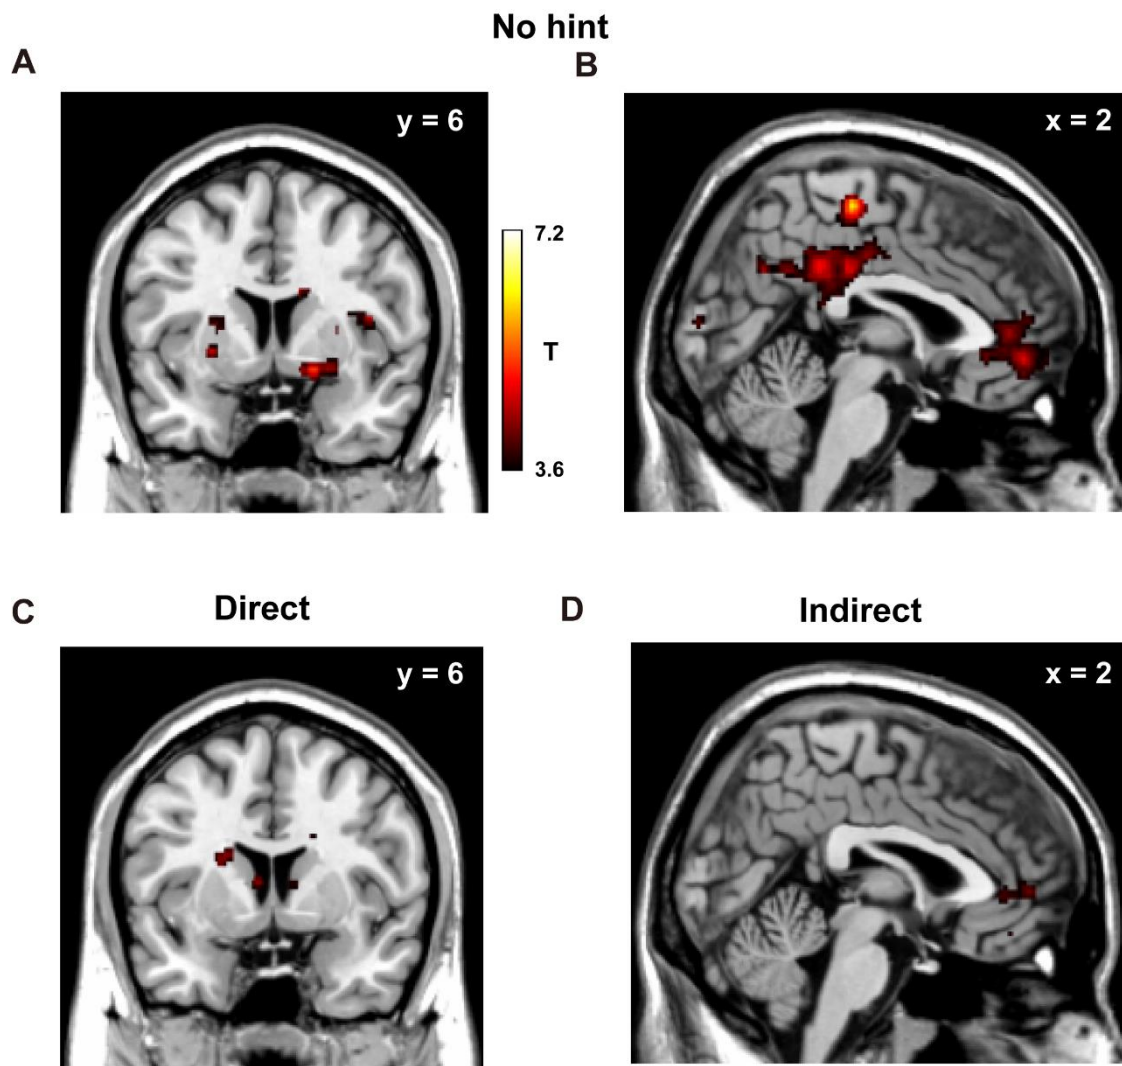 No hint
A
B
y = 6
x = 2
7.2
T
3.6
C
Direct
D
Indirect
y = 6
x = 2